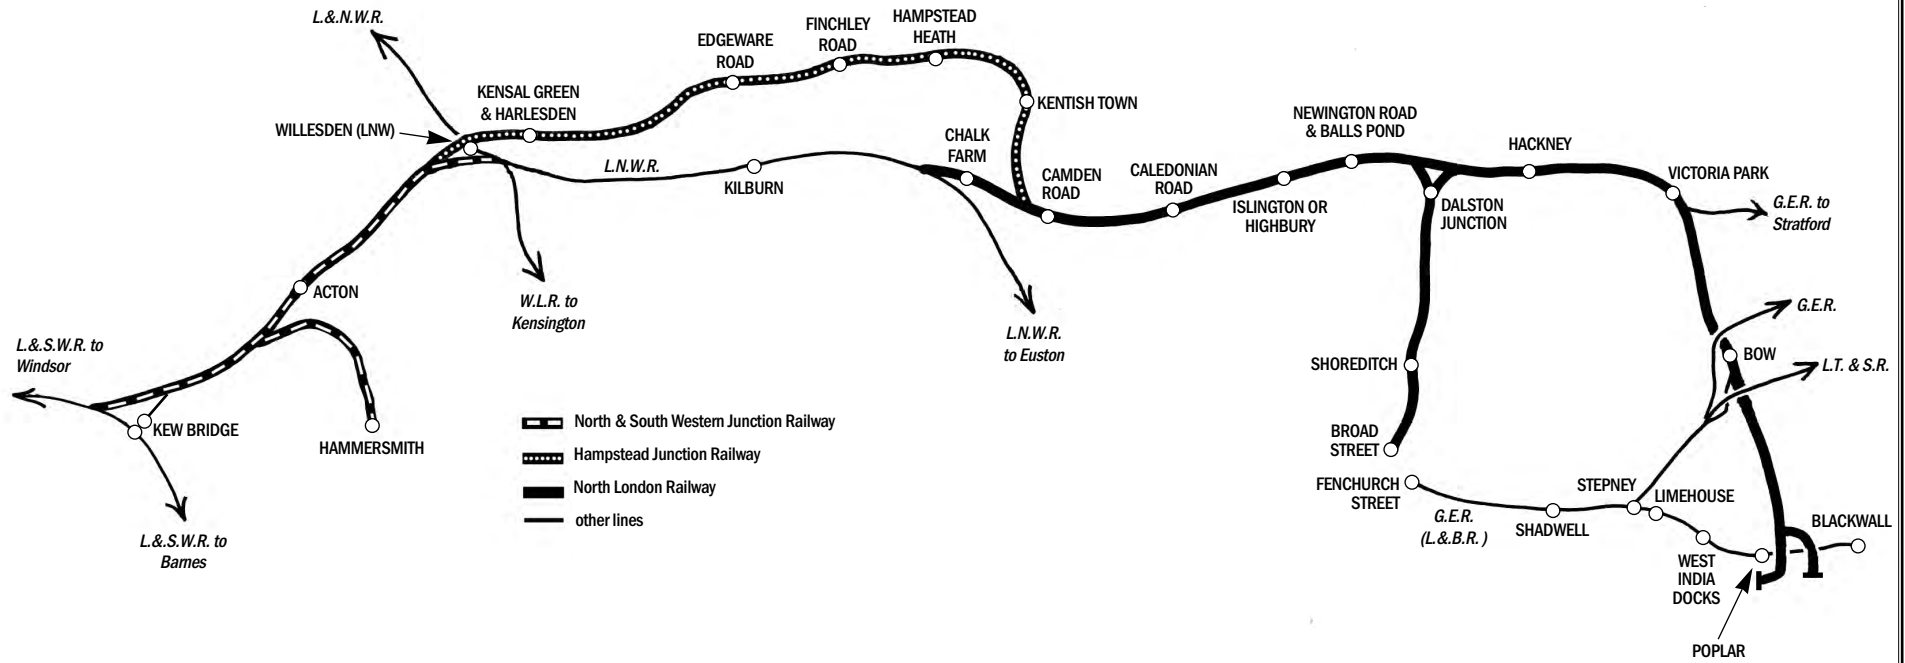 L.&.N.W.R.
EDGEWARE
ROAD
FINCHLEY
ROAD
HAMPSTEAD
HEATH
KENSAL GREEN
& HARLESDEN
WILLESDEN (LNW)
KENTISH TOWN
L.N.W.R.
KILBURN
CHALK
FARM
CAMDEN
ROAD
CALEDONIAN
ROAD
NEWINGTON ROAD
& BALLS POND
ISLINGTON OR
HIGHBURY
HACKNEY
DALSTON
JUNCTION
VICTORIA PARK
G.E.R. to
Stratford
ACTON
W.L.R. to
Kensington
L.N.W.R.
to Euston
G.E.R.
BOW
L.T. & S.R.
L.&.S.W.R. to
Windsor
KEW BRIDGE
HAMMERSMITH
L.&.S.W.R. to
Barnes
North & South Western Junction Railway
Hampstead Junction Railway
North London Railway
other lines
SHOREDITCH
BROAD
STREET
FENCHURCH
STREET
G.E.R.
(L.&.B.R. )
SHADWELL
STEPNEY
LIMEHOUSE
WEST
INDIA
DOCKS
BLACKWALL
POPLAR